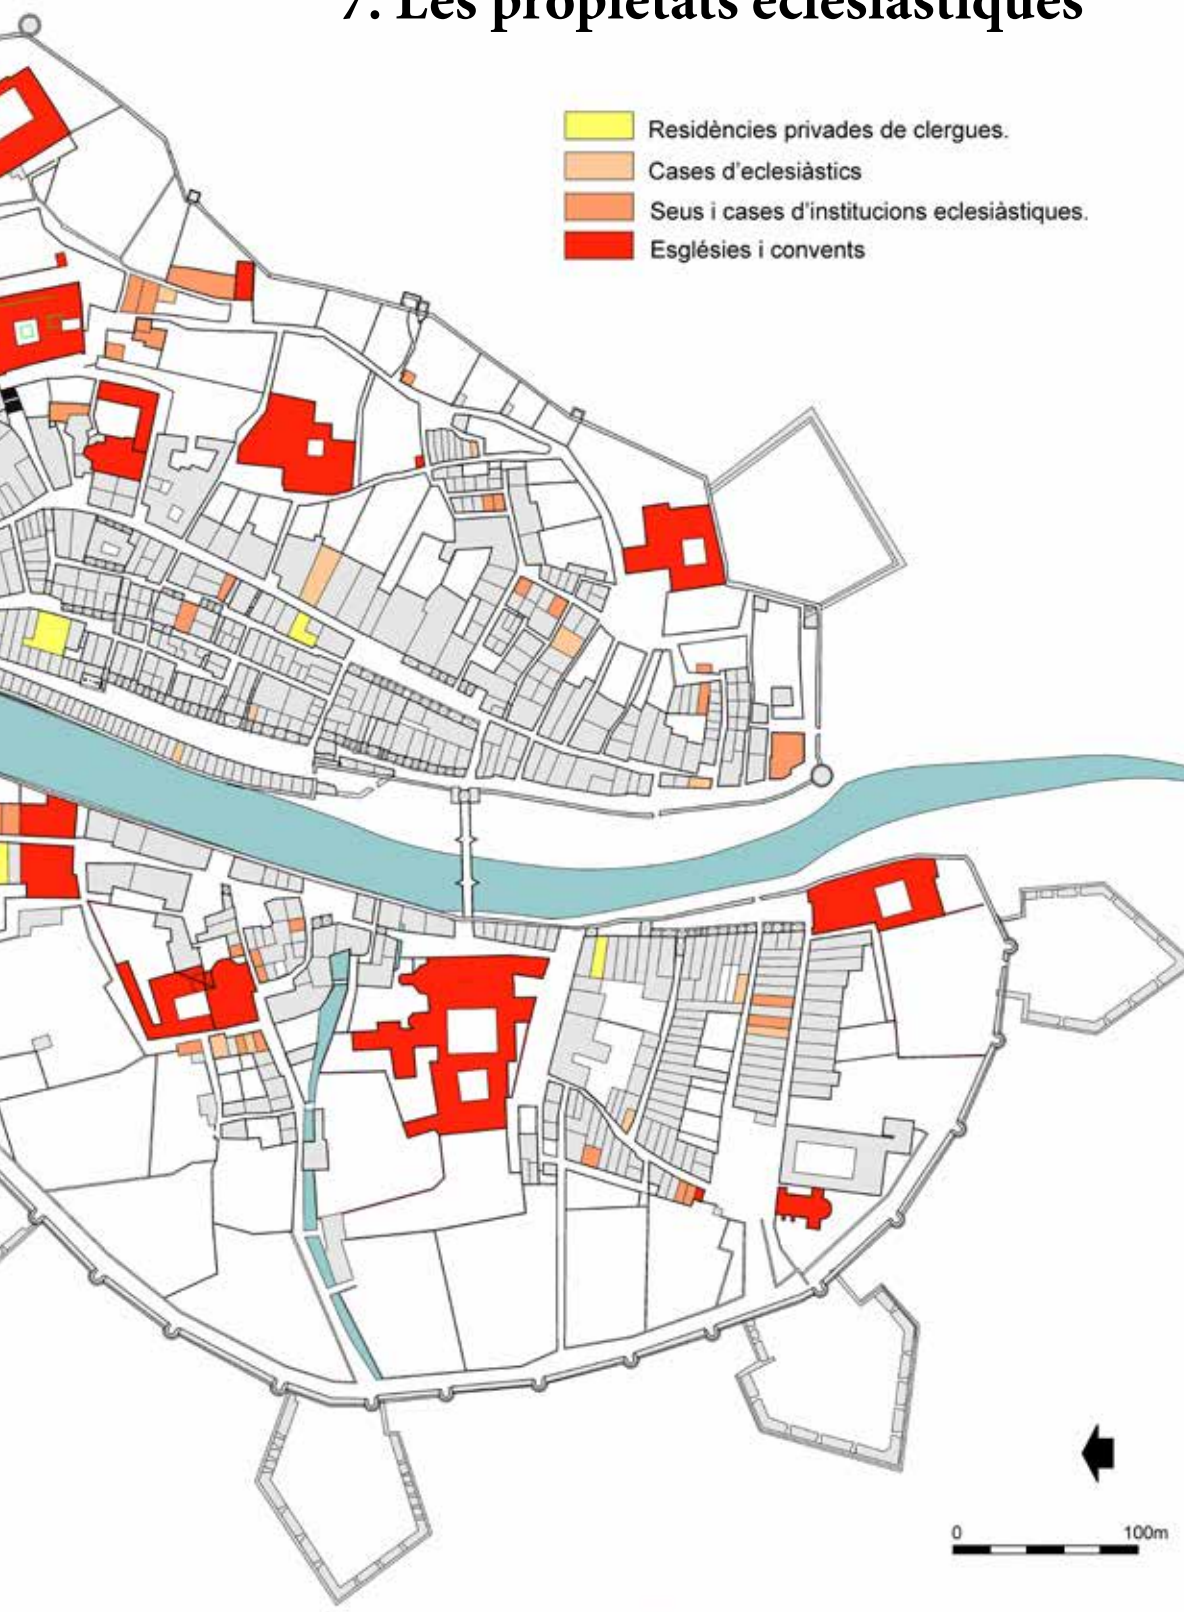 7. Les propietats eclesiàstiques
Residències privades de clergues.
Cases d'eclesiàstics
Seus i cases d'institucions eclesiàstiques.
Esglésies i convents
0 100m